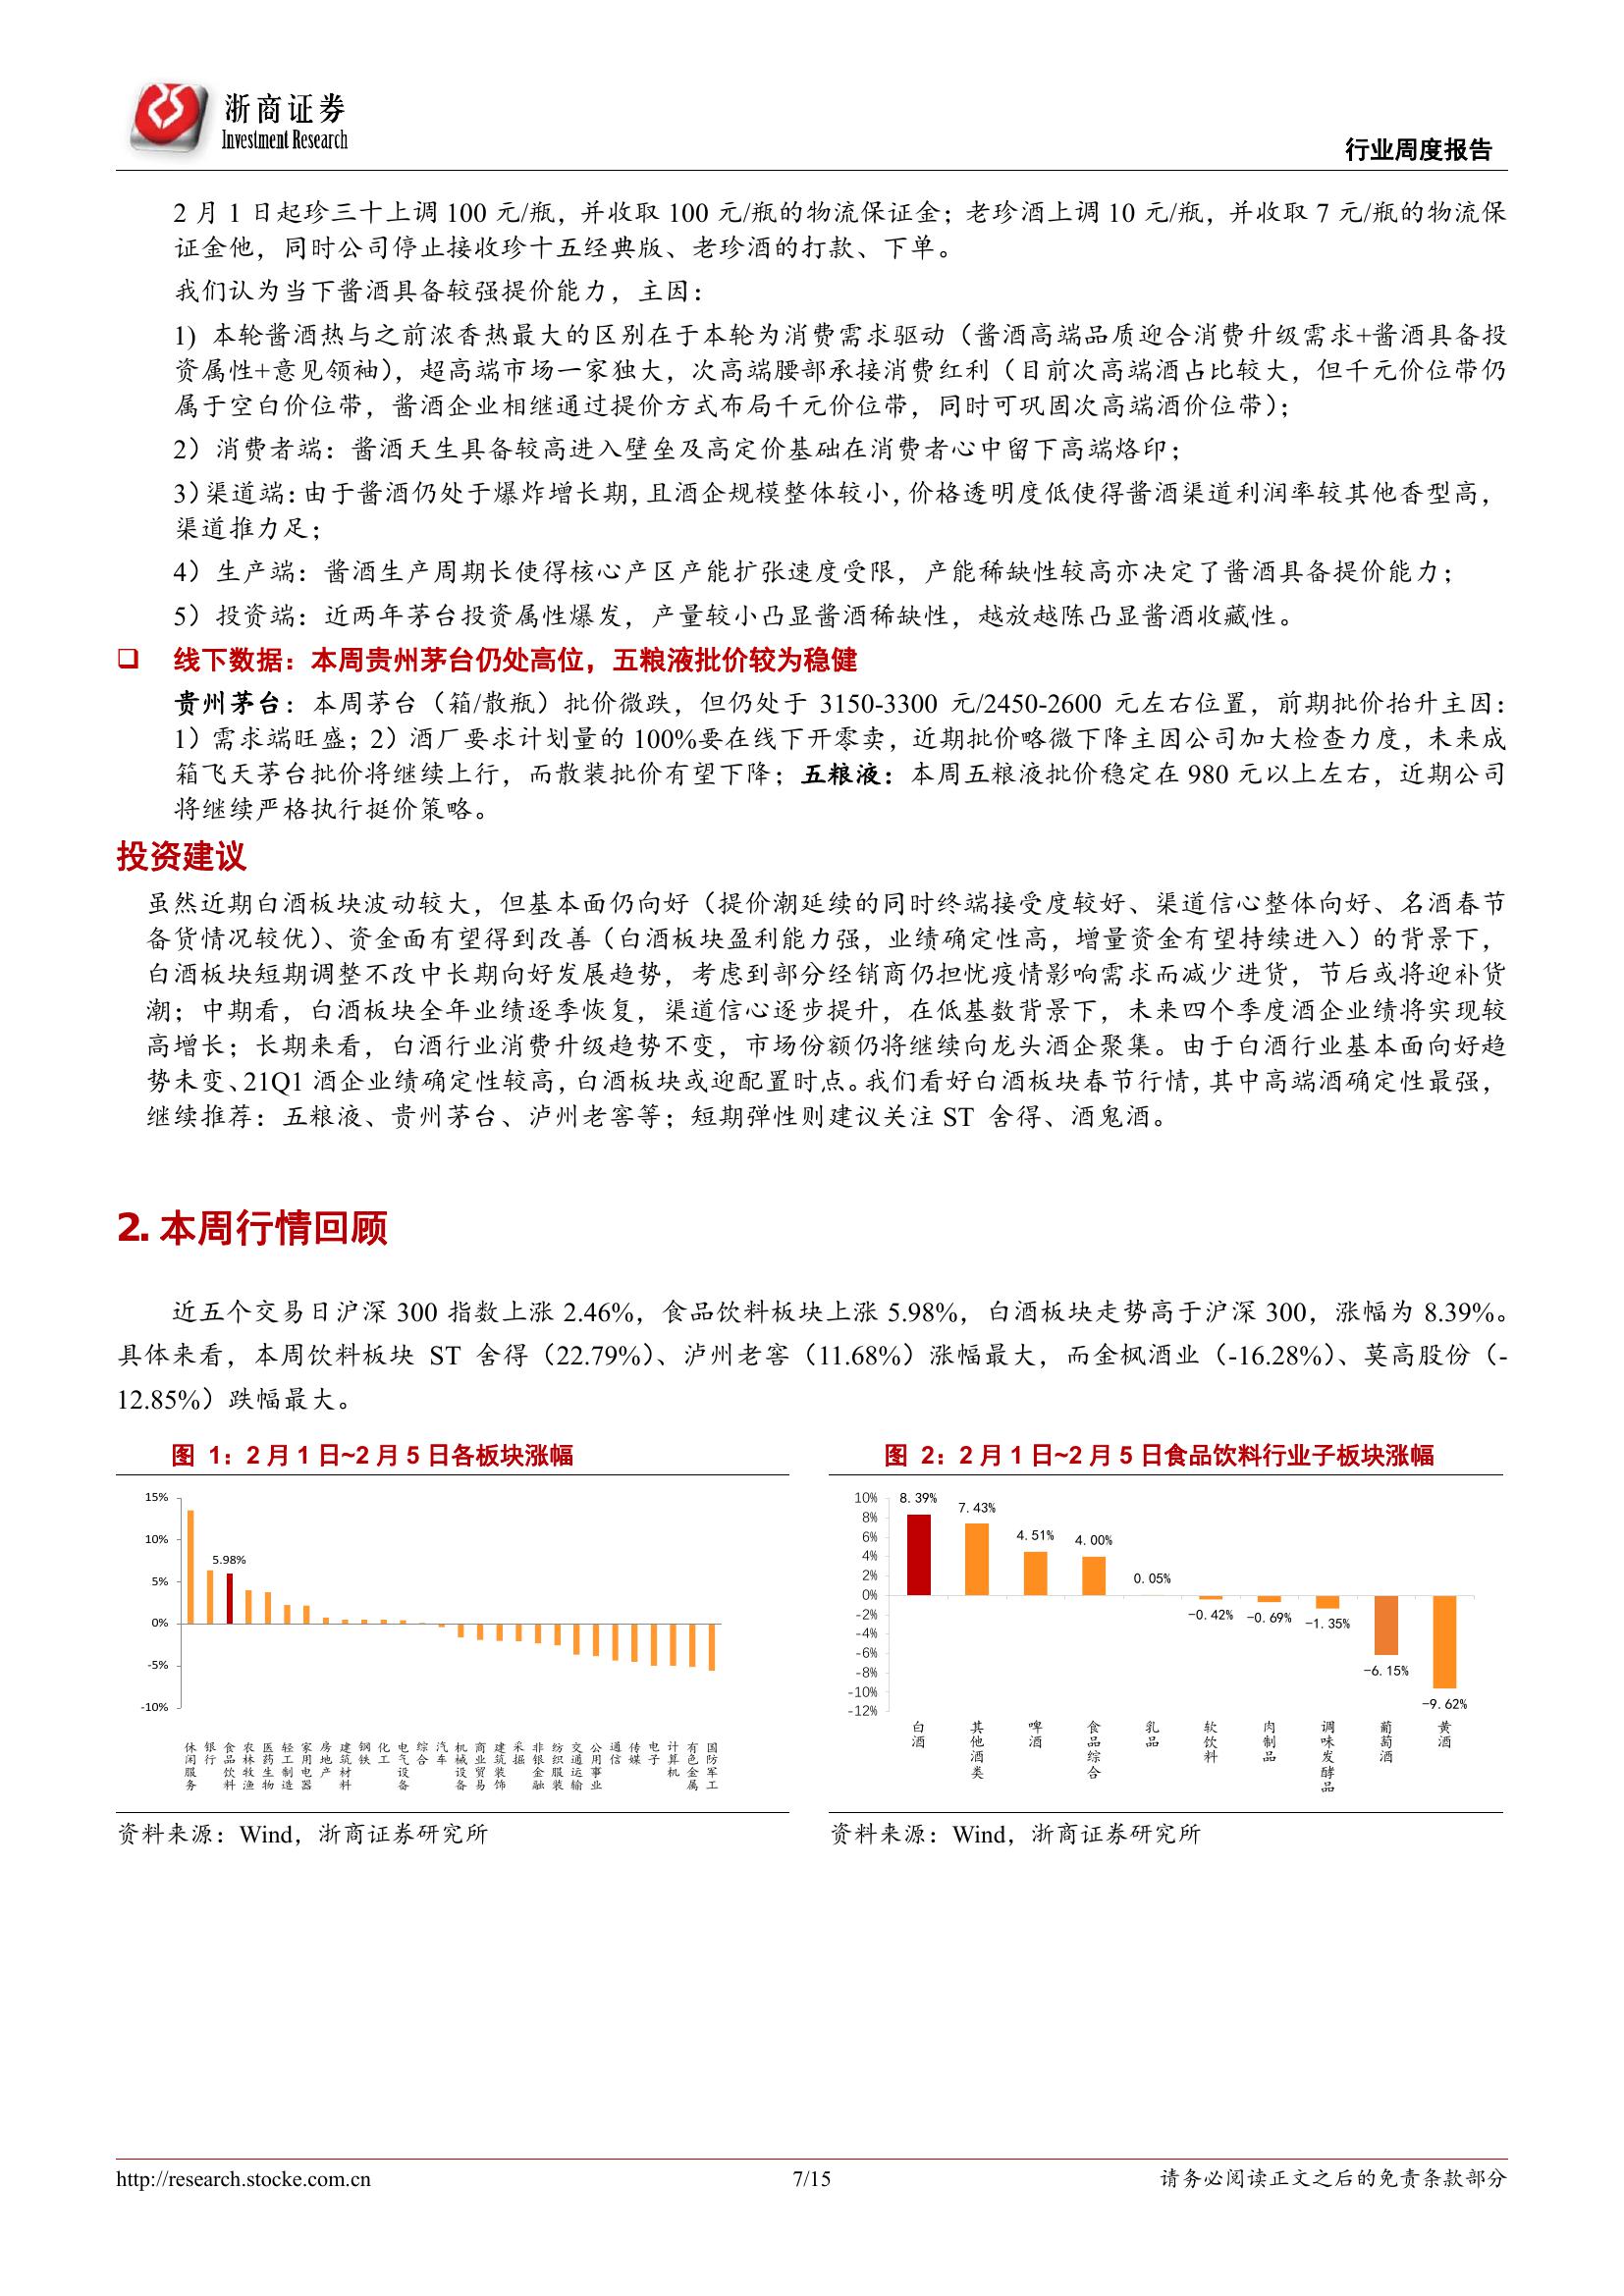 浙商证券
Investment Research
行业周度报告
2 月 1 日起珍三十上调 100 元/瓶，并收取 100 元/瓶的物流保证金；老珍酒上调 10 元/瓶，并收取 7 元/瓶的物流保
证金他，同时公司停止接收珍十五经典版、老珍酒的打款、下单。
我们认为当下酱酒具备较强提价能力，主因：
1）本轮酱酒热与之前浓香热最大的区别在于本轮为消费需求驱动（酱酒高端品质迎合消费升级需求+酱酒具备投
资属性+意见领袖），超高端市场一家独大，次高端腰部承接消费红利（目前次高端酒占比较大，但千元价位带仍
属于空白价位带，酱酒企业相继通过提价方式布局千元价位带，同时可巩固次高端酒价位带）；
2）消费者端：酱酒天生具备较高进入壁垒及高定价基础在消费者心中留下高端烙印；
3）渠道端：由于酱酒仍处于爆炸增长期，且酒企规模整体较小，价格透明度低使得酱酒渠道利润率较其他香型高，
渠道推力足；
4）生产端：酱酒生产周期长使得核心产区产能扩张速度受限，产能稀缺性较高亦决定了酱酒具备提价能力；
5）投资端：近两年茅台投资属性爆发，产量较小凸显酱酒稀缺性，越放越陈凸显酱酒收藏性。
❑ 线下数据：本周贵州茅台仍处高位，五粮液批价较为稳健
贵州茅台：本周茅台（箱/散瓶）批价微跌，但仍处于 3150-3300 元/2450-2600 元左右位置，前期批价抬升主因：
1）需求端旺盛；2）酒厂要求计划量的 100%要在线下开零卖，近期批价略微下降主因公司加大检查力度，未来成
箱飞天茅台批价将继续上行，而散装批价有望下降；五粮液：本周五粮液批价稳定在 980 元以上左右，近期公司
将继续严格执行挺价策略。
投资建议
虽然近期白酒板块波动较大，但基本面仍向好（提价潮延续的同时终端接受度较好、渠道信心整体向好、名酒春节
备货情况较优）、资金面有望得到改善（白酒板块盈利能力强，业绩确定性高，增量资金有望持续进入）的背景下，
白酒板块短期调整不改中长期向好发展趋势，考虑到部分经销商仍担忧疫情影响需求而减少进货，节后或将迎补货
潮；中期看，白酒板块全年业绩逐季恢复，渠道信心逐步提升，在低基数背景下，未来四个季度酒企业绩将实现较
高增长；长期来看，白酒行业消费升级趋势不变，市场份额仍将继续向龙头酒企聚集。由于白酒行业基本面向好趋
势未变、21Q1 酒企业绩确定性较高，白酒板块或迎配置时点。我们看好白酒板块春节行情，其中高端酒确定性最强，
继续推荐：五粮液、贵州茅台、泸州老窖等；短期弹性则建议关注 ST 舍得、酒鬼酒。
2. 本周行情回顾
近五个交易日沪深 300 指数上涨 2.46%，食品饮料板块上涨 5.98%，白酒板块走势高于沪深 300，涨幅为 8.39%。
具体来看，本周饮料板块 ST 舍得（22.79%）、泸州老窖（11.68%）涨幅最大，而金枫酒业（-16.28%）、莫高股份（-
12.85%）跌幅最大。
图 1：2 月 1 日~2 月 5 日各板块涨幅
15%
10%
5%
0%
-5%
-10%
5.98%
休闲服务
银行
食品饮料
农林牧渔
医药生物
轻工制造
家用电器
房地产
建筑材料
钢铁
化工
电气设备
综合
汽车
机械设备
商业贸易
建筑装饰
采掘
非银金融
纺织服装
交通运输
公用事业
通信
传媒
电子
计算机
有色金属
国防军工
资料来源：Wind，浙商证券研究所
图 2：2 月 1 日~2 月 5 日食品饮料行业子板块涨幅
10%
8%
6%
4%
2%
0%
-2%
-4%
-6%
-8%
-10%
-12%
8.39%
7.43%
4.51%
4.00%
0.05%
-0.42%
-0.69%
-1.35%
-6.15%
-9.62%
白酒
其他酒类
啤酒
食品综合
乳品
软饮料
肉制品
调味发酵品
葡萄酒
黄酒
资料来源：Wind，浙商证券研究所
http://research.stocke.com.cn
7/15
请务必阅读正文之后的免责条款部分